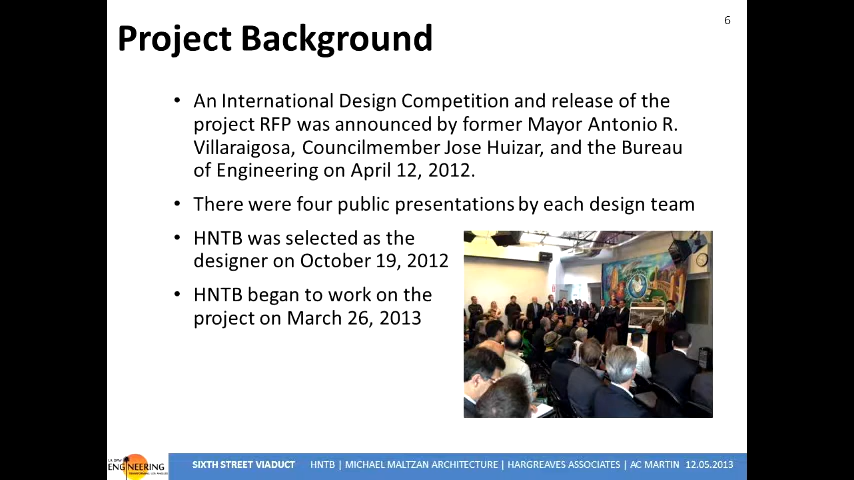 6
Project Background
• An International Design Competition and release of the
project RFP was announced by former Mayor Antonio R.
Villaraigosa, Councilmember Jose Huizar, and the Bureau
of Engineering on April 12, 2012.
• There were four public presentations by each design team
• HNTB was selected as the
designer on October 19, 2012
• HNTB began to work on the
project on March 26, 2013
ENGINEERING
SIXTH STREET VIADUCT HNTB | MICHAEL MALTZAN ARCHITECTURE | HARGREAVES ASSOCIATES | AC MARTIN 12.05.2013